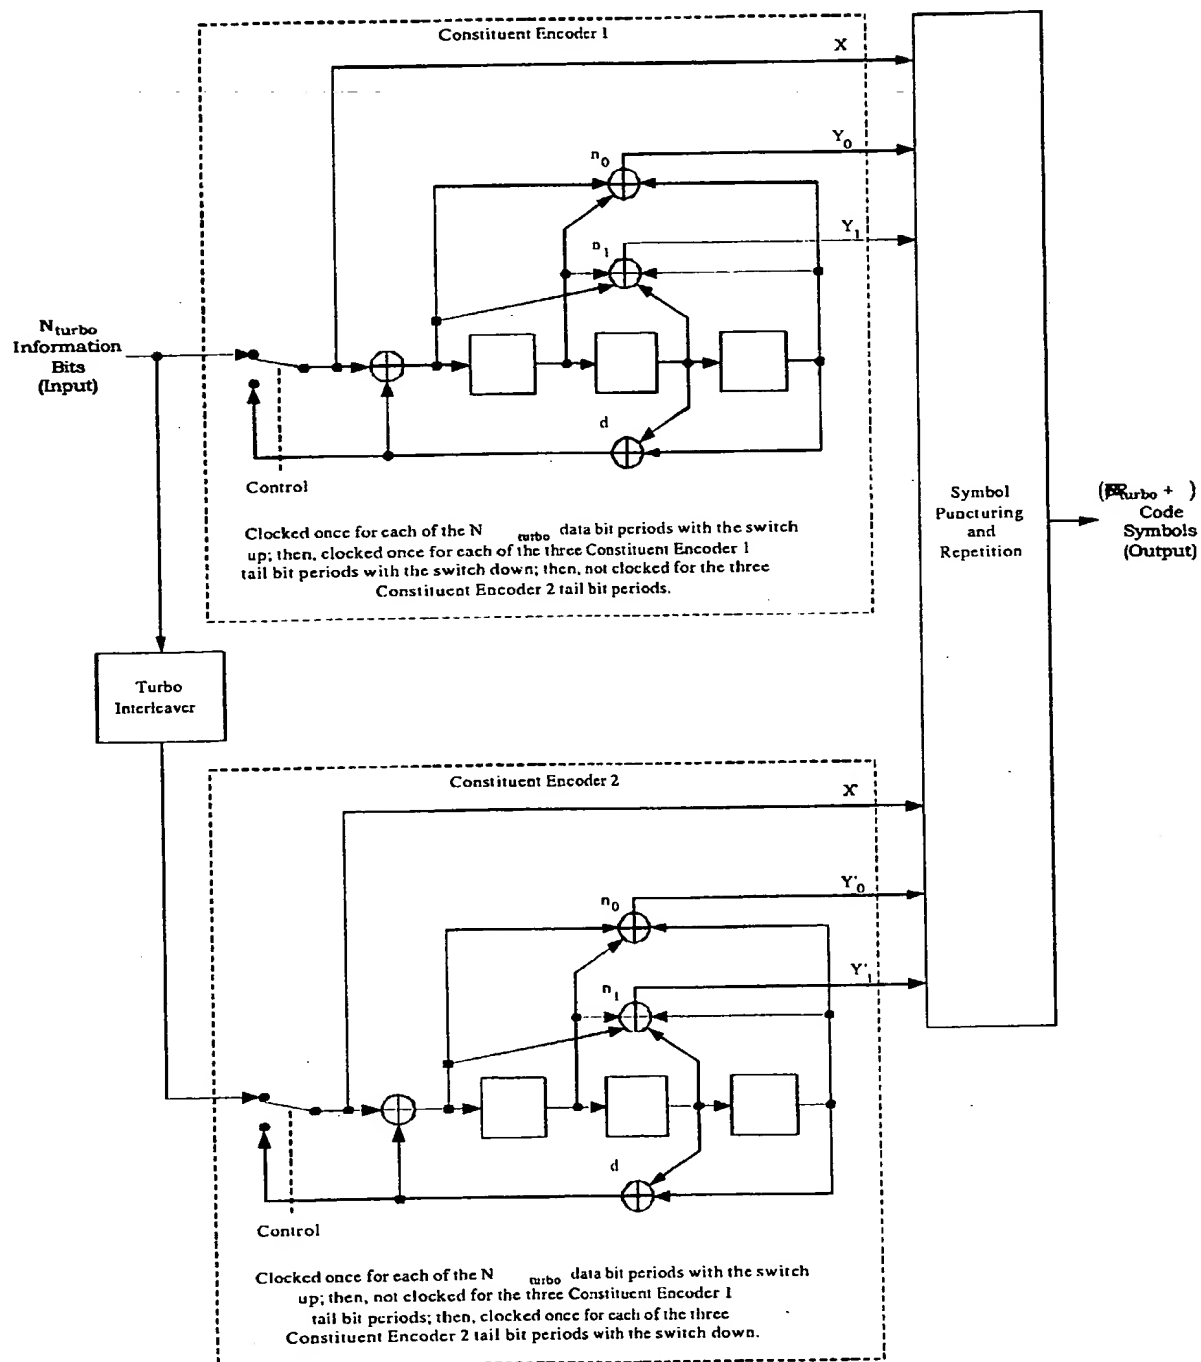 Constituent Encoder 1
X
Y0
n0
Y1
n1
Nturbo
Information
Bits
(Input)
d
Control
Symbol
Puncturing
and
Repetition
turbo + )
Code
Symbols
(Output)
Clocked once for each of the N turbo data bit periods with the switch
up; then, clocked once for each of the three Constituent Encoder 1
tail bit periods with the switch down; then, not clocked for the three
Constituent Encoder 2 tail bit periods.
Turbo
Interleaver
Constituent Encoder 2
X'
Y'0
n0
Y'1
n1
d
Control
Clocked once for each of the N turbo data bit periods with the switch
up; then, not clocked for the three Constituent Encoder 1
tail bit periods; then, clocked once for each of the three
Constituent Encoder 2 tail bit periods with the switch down.